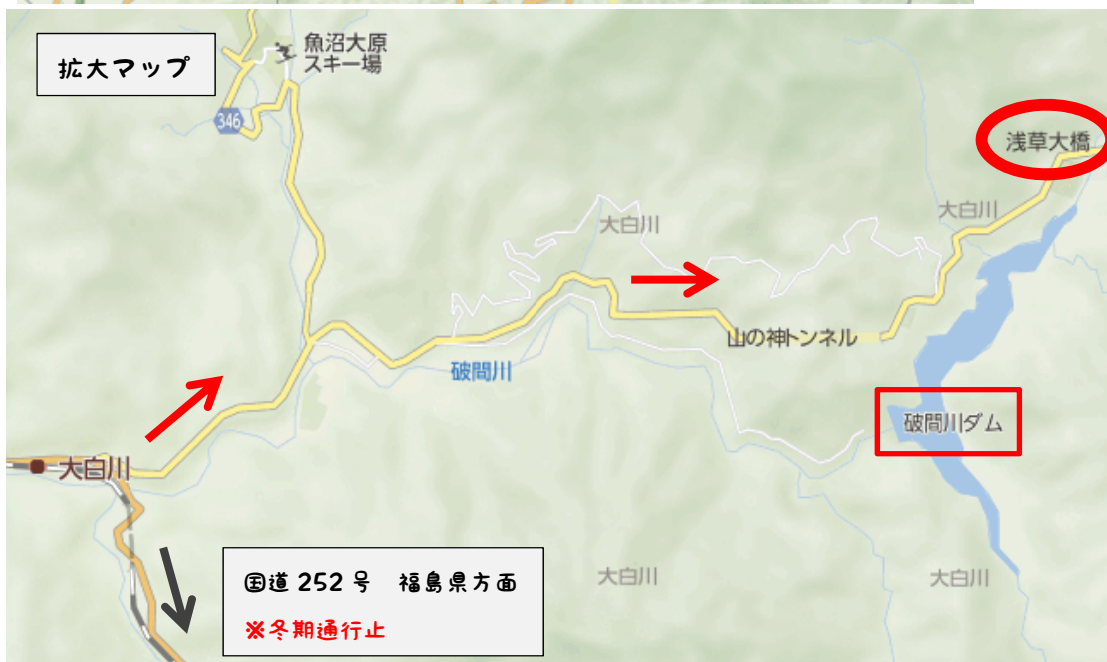 拡大マップ
魚沼大原
スキー場
346
浅草大橋
大白川
大白川
山の神トンネル
破間川
破間川ダム
大白川
国道252号 福島県方面
※冬期通行止
大白川
大白川